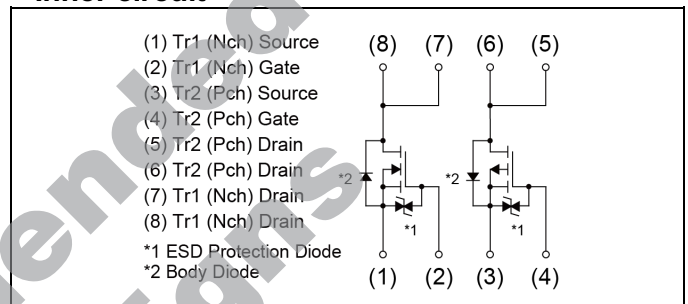 (1) Tr1 (Nch) Source
(2) Tr1 (Nch) Gate
(3) Tr2 (Pch) Source
(4) Tr2 (Pch) Gate
(5) Tr2 (Pch) Drain
(6) Tr2 (Pch) Drain
(7) Tr1 (Nch) Drain
(8) Tr1 (Nch) Drain
*1 ESD Protection Diode
*2 Body Diode
(8) (7) (6) (5)
*2 *2
*1 *1
(1) (2) (3) (4)